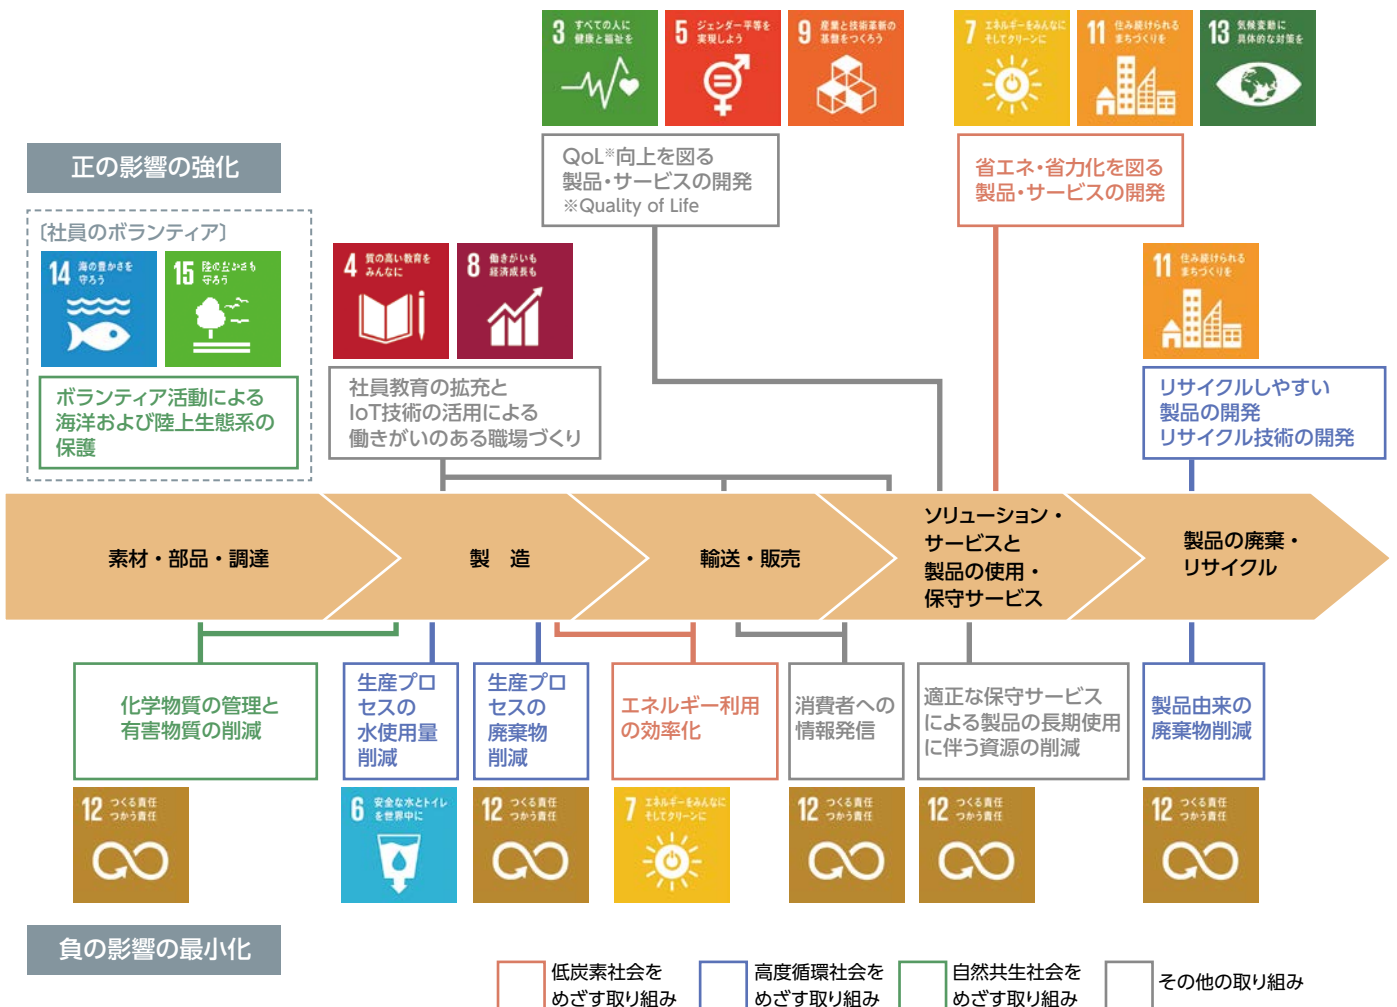 3 すべての人に
健康と福祉を
5 ジェンダー平等を
実現しよう
9 産業と技術革新の
基盤をつくろう
7 エネルギーをみんなに
そしてクリーンに
11 住み続けられる
まちづくりを
13 気候変動に
具体的な対策を
QoL※向上を図る
製品・サービスの開発
※Quality of Life
省エネ・省力化を図る
製品・サービスの開発
正の影響の強化
〔社員のボランティア〕
14 海の豊かさを
守ろう
15 陸の豊かさも
守ろう
4 質の高い教育を
みんなに
8 働きがいも
経済成長も
11 住み続けられる
まちづくりを
ボランティア活動による
海洋および陸上生態系の
保護
社員教育の拡充と
IoT技術の活用による
働きがいのある職場づくり
リサイクルしやすい
製品の開発
リサイクル技術の開発
素材・部品・調達
製 造
輸送・販売
ソリューション・
サービスと
製品の使用・
保守サービス
製品の廃棄・
リサイクル
化学物質の管理と
有害物質の削減
生産プロ
セスの
水使用量
削減
生産プロ
セスの
廃棄物
削減
エネルギー利用
の効率化
消費者への
情報発信
適正な保守サービス
による製品の長期使用
に伴う資源の削減
製品由来の
廃棄物削減
12 つくる責任
つかう責任
6 安全な水とトイレ
を世界中に
12 つくる責任
つかう責任
7 エネルギーをみんなに
そしてクリーンに
12 つくる責任
つかう責任
12 つくる責任
つかう責任
12 つくる責任
つかう責任
負の影響の最小化
低炭素社会を
めざす取り組み
高度循環社会を
めざす取り組み
自然共生社会を
めざす取り組み
その他の取り組み